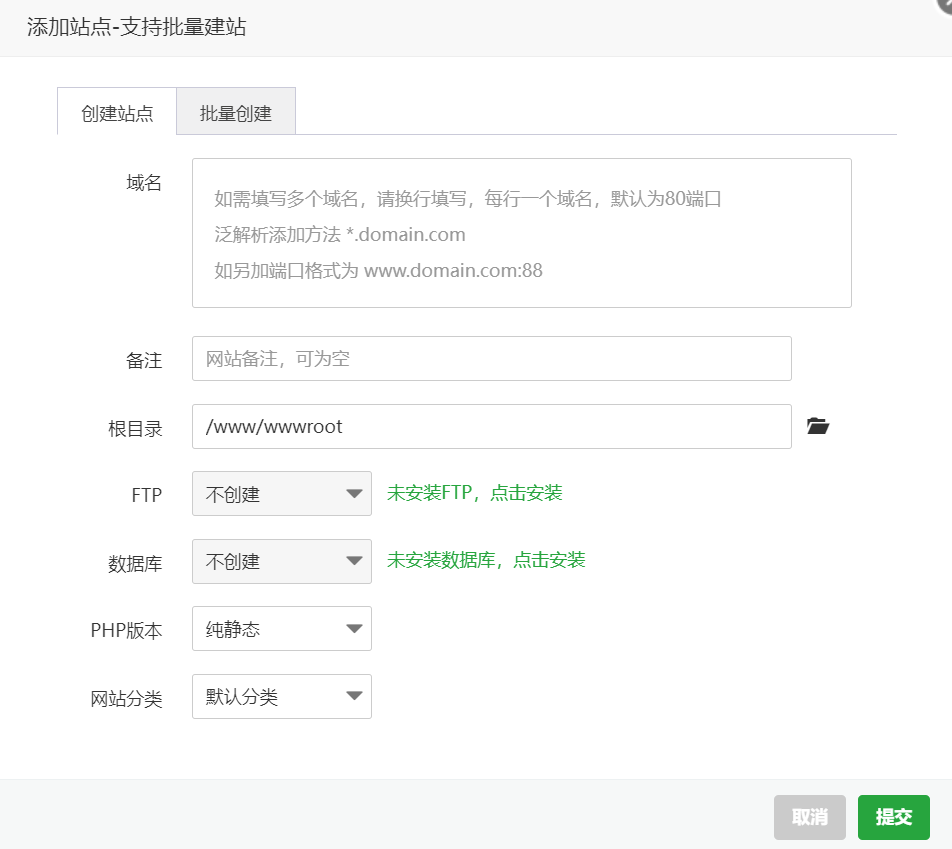 添加站点-支持批量建站
创建站点
批量创建
域名
如需填写多个域名，请换行填写，每行一个域名，默认为80端口
泛解析添加方法 *.domain.com
如另加端口格式为 www.domain.com:88
备注
网站备注，可为空
根目录
/www/wwwroot
FTP
不创建
未安装FTP，点击安装
数据库
不创建
未安装数据库，点击安装
PHP版本
纯静态
网站分类
默认分类
取消
提交